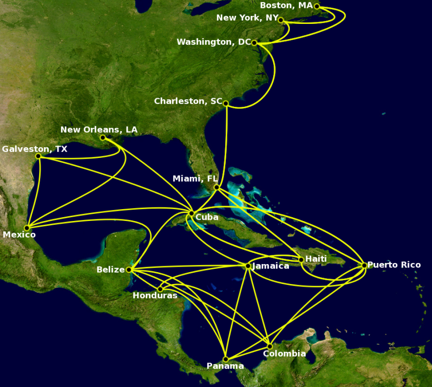 Boston, MA
New York, NY
Washington, DC
Charleston, SC
New Orleans, LA
Galveston, TX
Miami, FL
Cuba
Mexico
Haiti
Belize
Jamaica
Puerto Rico
Honduras
Colombia
Panama